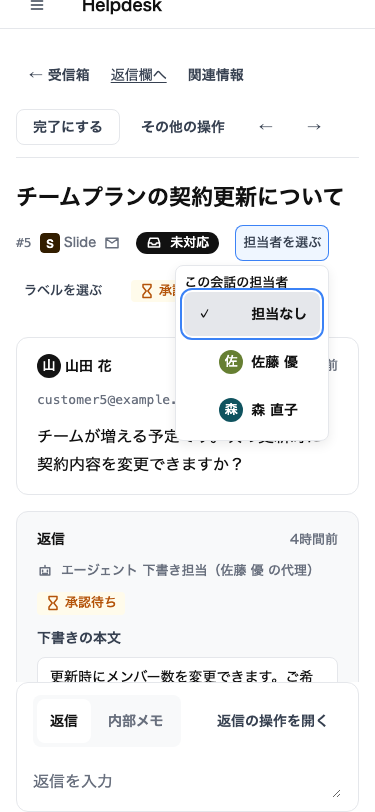 Helpdesk
← 受信箱 返信欄へ 関連情報
完了にする その他の操作 ← →
チームプランの契約更新について
#5 S Slide 未対応 担当者を選ぶ
ラベルを選ぶ
この会話の担当者
✓ 担当なし
佐 佐藤 優
森 森 直子
山 山田 花 前
customer5@example.
チームが増える予定
契約内容を変更できますか？
返信 4時間前
エージェント 下書き担当（佐藤 優 の代理）
承認待ち
下書きの本文
更新時にメンバー数を変更できます。ご希
返信 内部メモ 返信の操作を開く
返信を入力